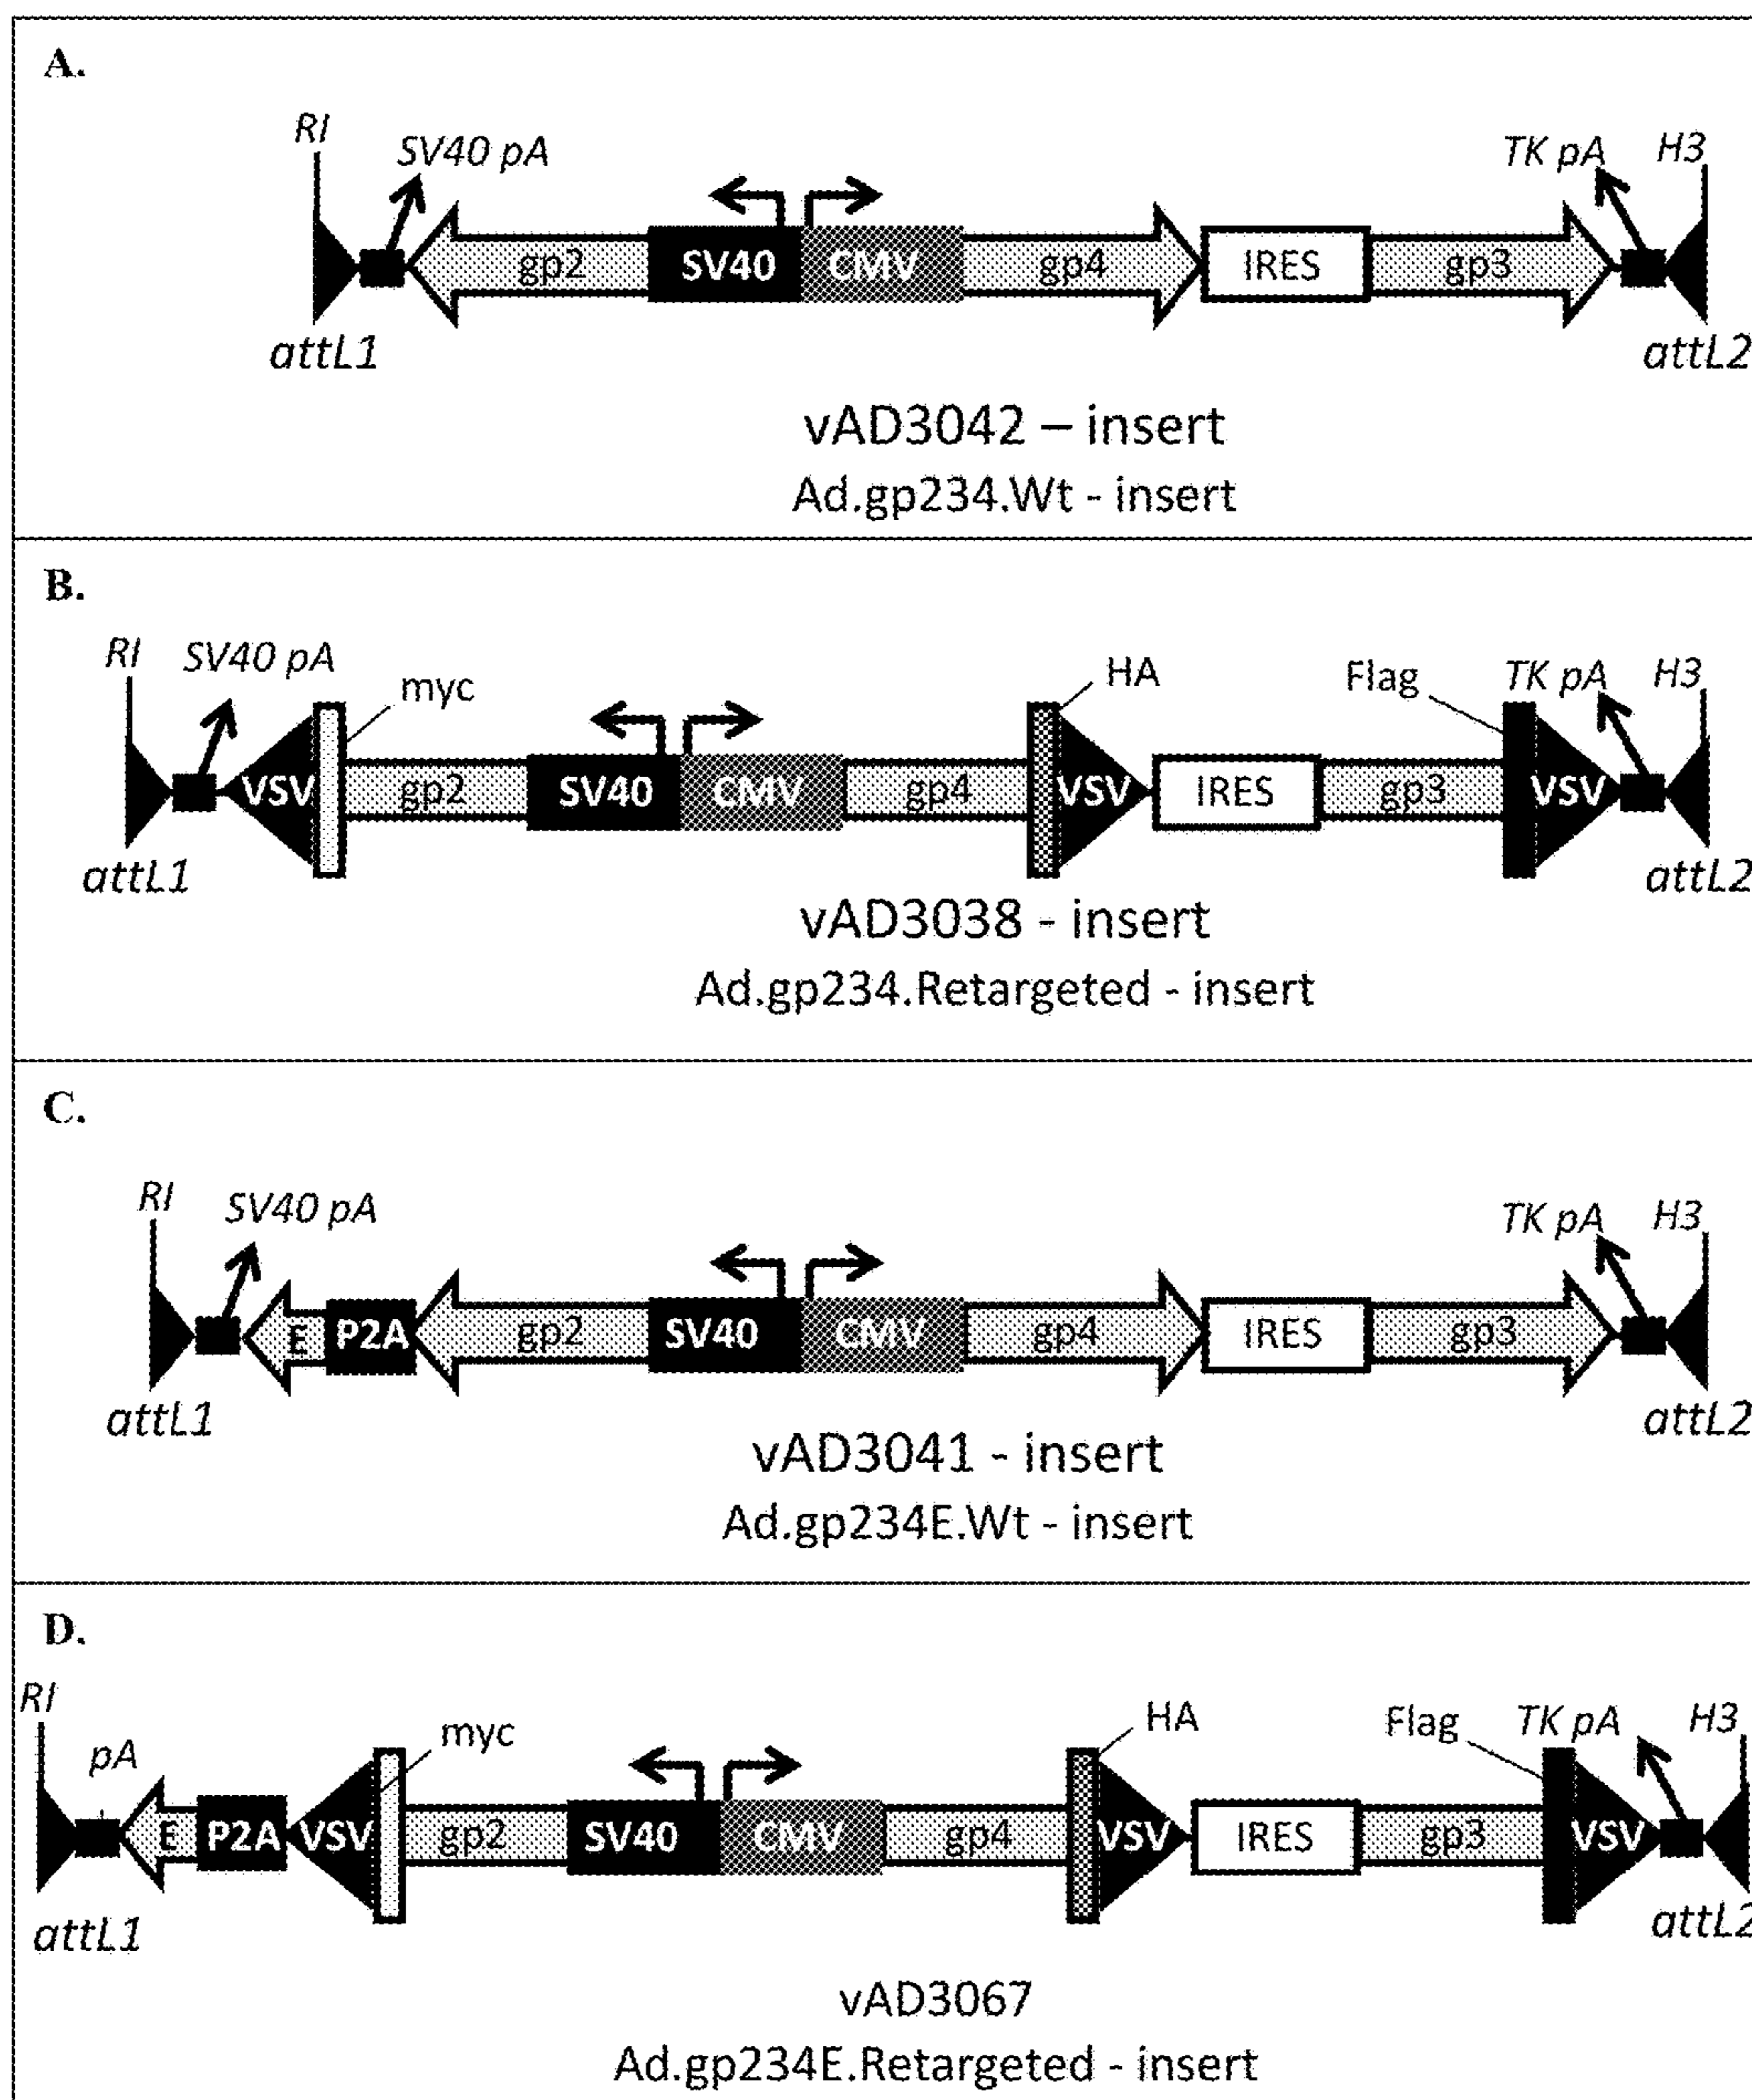 A.
RI
SV40 pA
TK pA
H3
gp2
SV40
CMV
gp4
IRES
gp3
attL1
attL2
vAD3042 – insert
Ad.gp234.Wt - insert
B.
RI
SV40 pA
myc
HA
Flag
TK pA
H3
VSV
gp2
SV40
CMV
gp4
VSV
IRES
gp3
VSV
attL1
attL2
vAD3038 - insert
Ad.gp234.Retargeted - insert
C.
RI
SV40 pA
TK pA
H3
E
P2A
gp2
SV40
CMV
gp4
IRES
gp3
attL1
attL2
vAD3041 - insert
Ad.gp234E.Wt - insert
D.
RI
pA
myc
HA
Flag
TK pA
H3
E
P2A
VSV
gp2
SV40
CMV
gp4
VSV
IRES
gp3
VSV
attL1
attL2
vAD3067
Ad.gp234E.Retargeted - insert